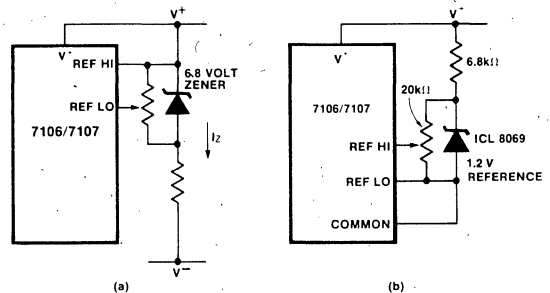 V+
V+
REF HI
6.8 VOLT
ZENER
REF LO
7106/7107
IZ
V−
(a)
V+
V+
6.8kΩ
20kΩ
7106/7107
REF HI
ICL 8069
1.2 V
REFERENCE
REF LO
COMMON
(b)